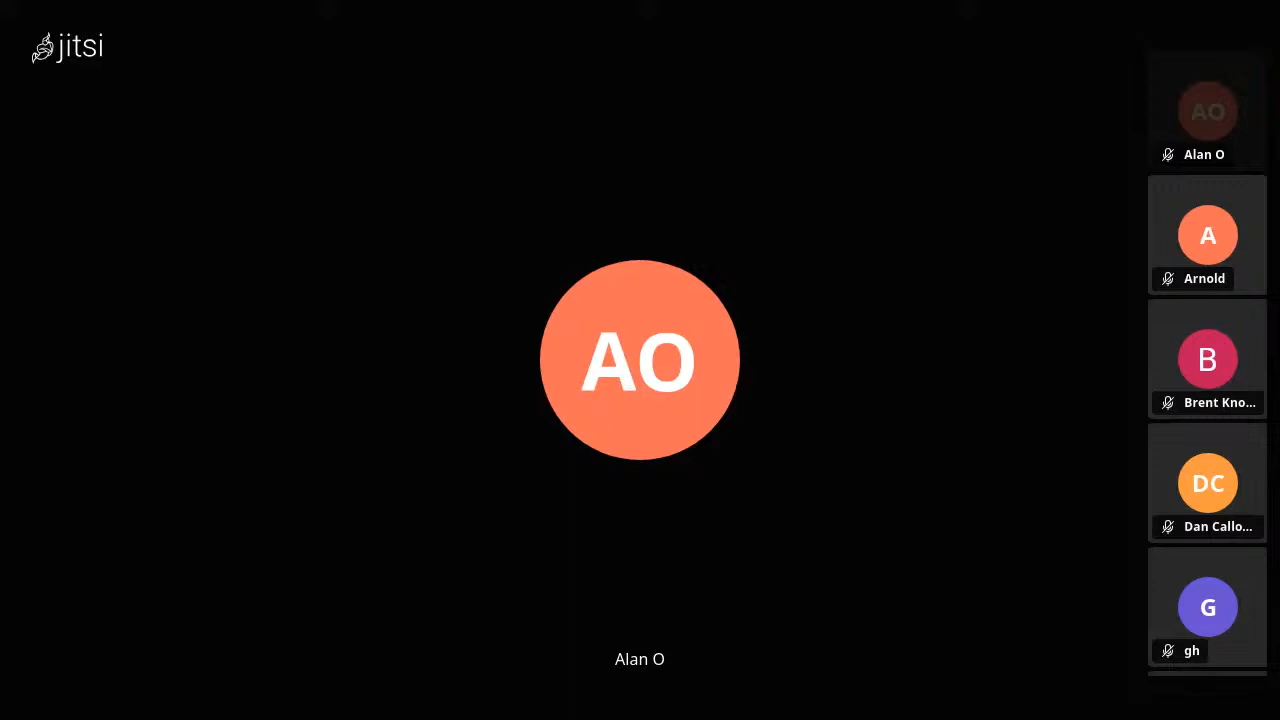 jitsi
AO
Alan O
AO
Alan O
A
Arnold
B
Brent Kno...
DC
Dan Callo...
G
gh